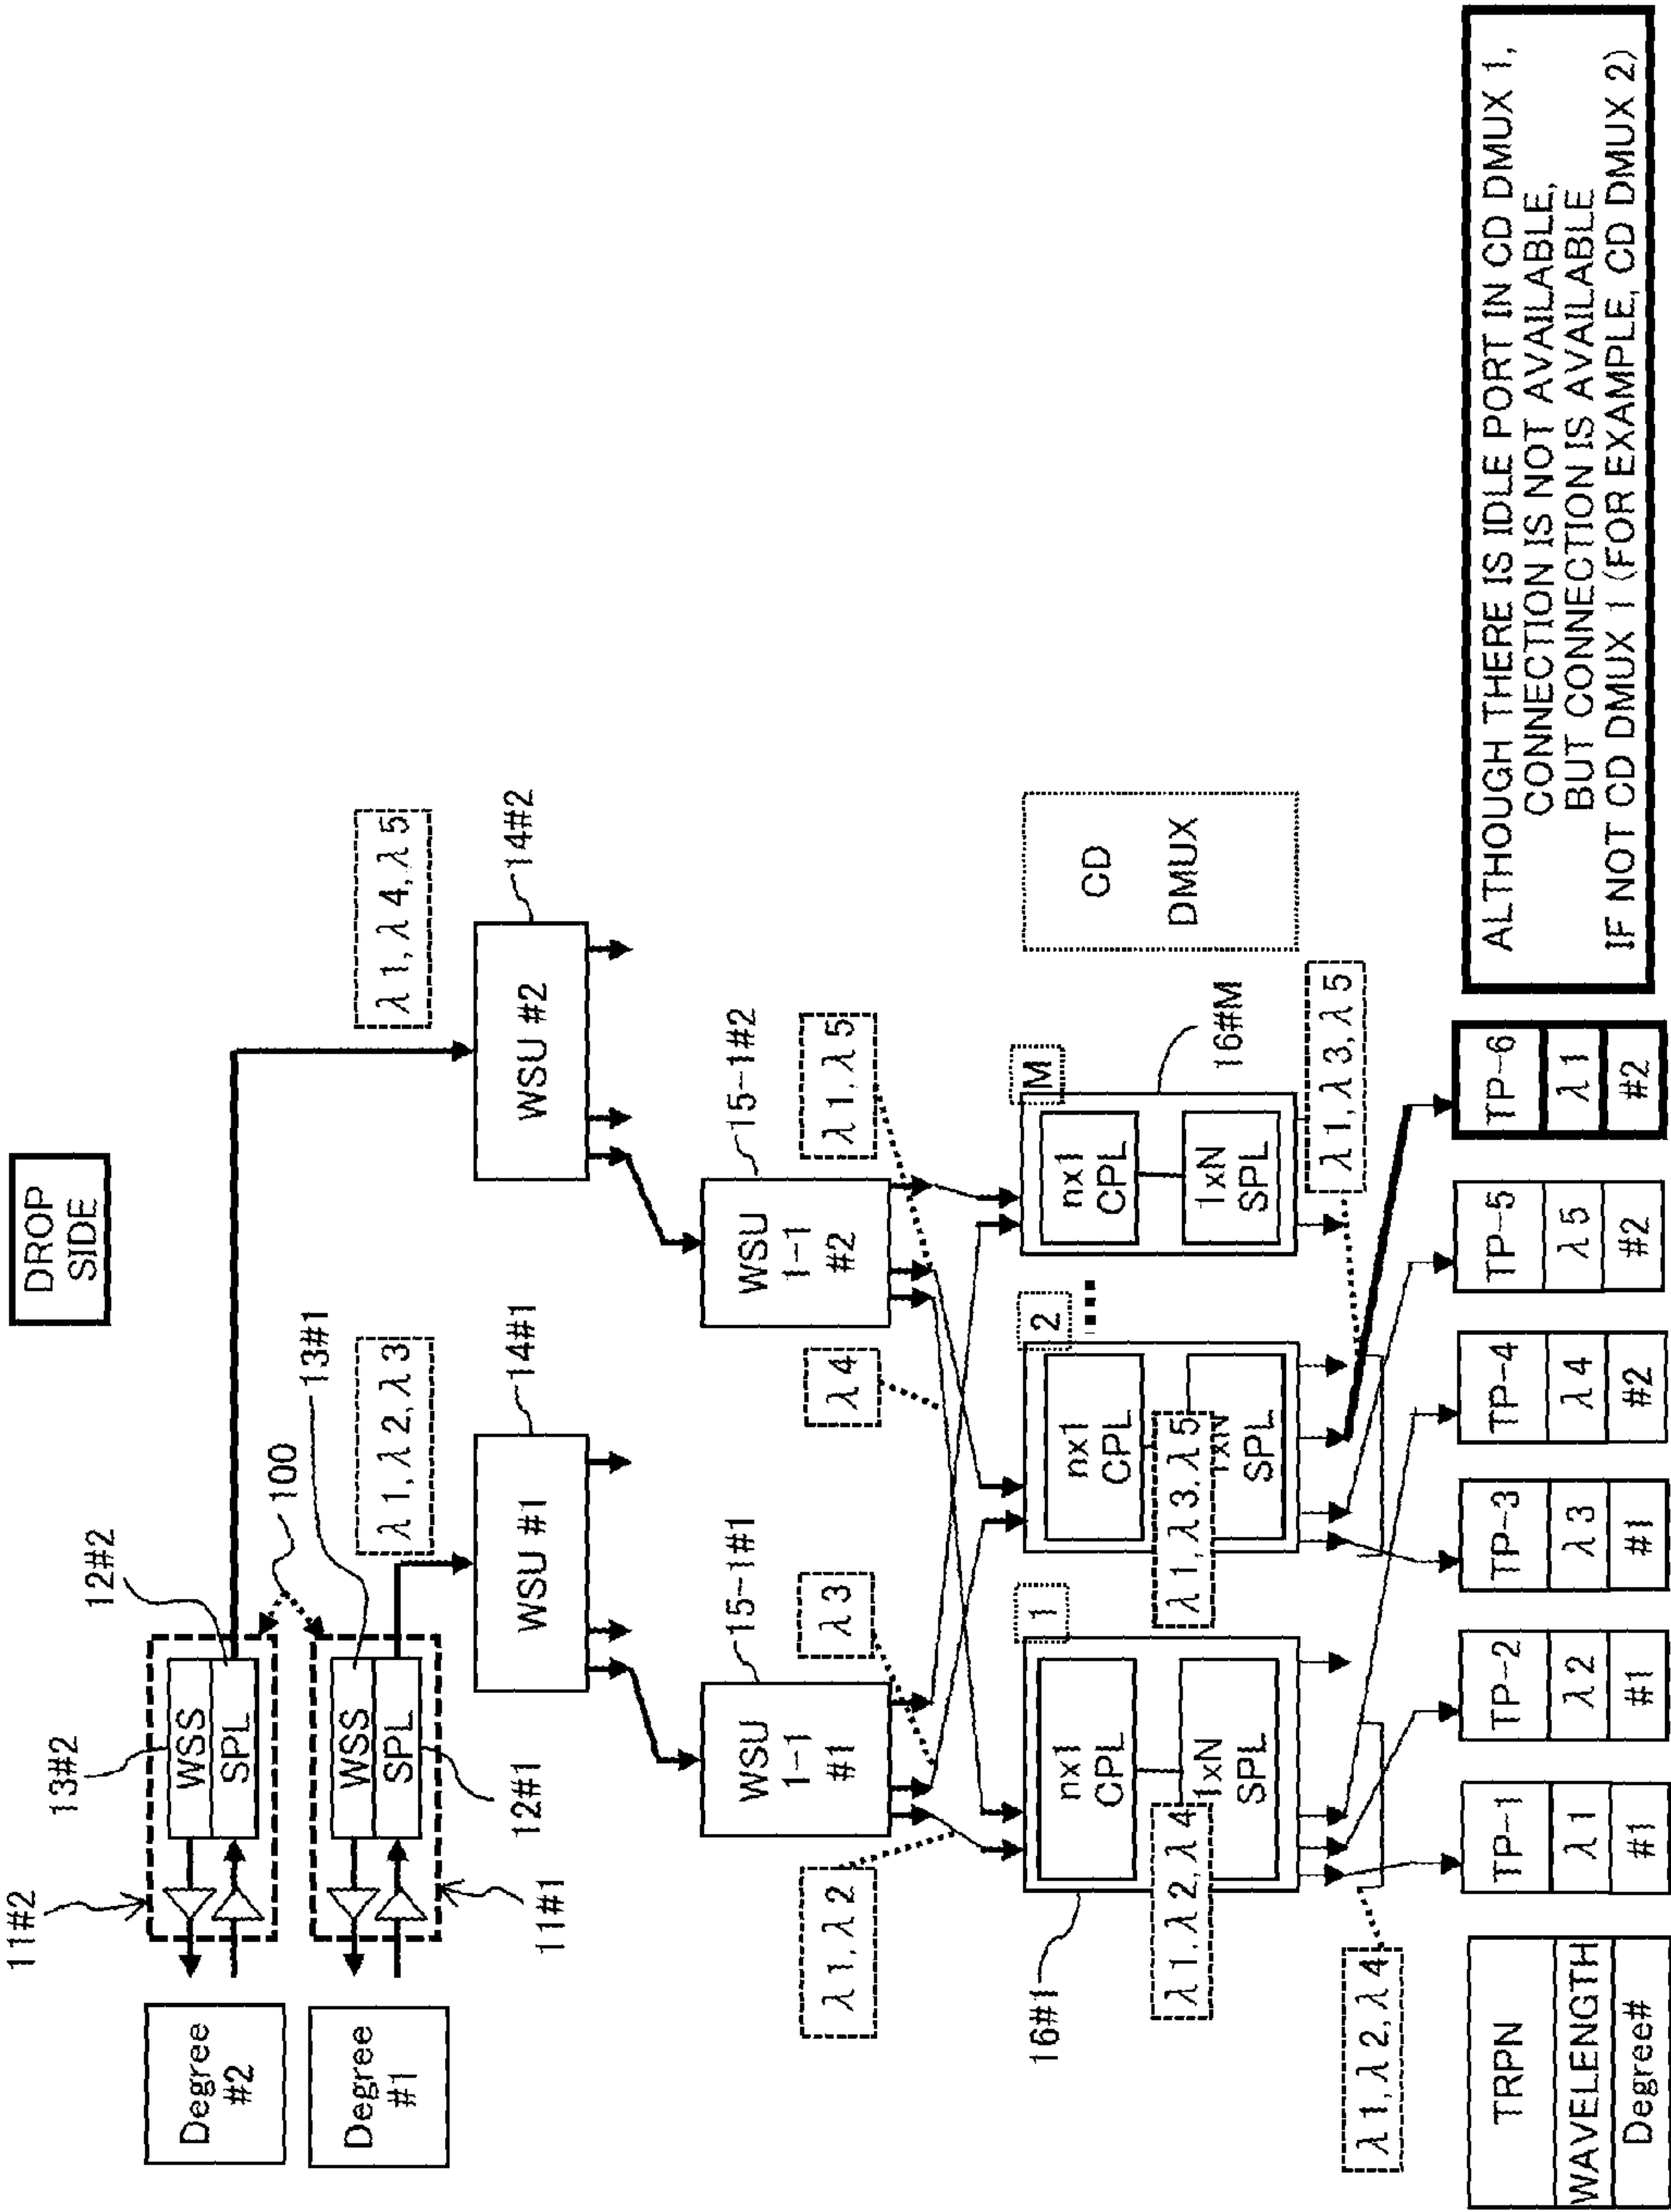 DROP
SIDE
11#2
13#2
12#2
100
13#1
Degree
#2
WSS
SPL
Degree
#1
WSS
SPL
11#1
12#1
λ1,λ2,λ3
λ1,λ4,λ5
14#1
14#2
WSU #1
WSU #2
15-1#1
15-1#2
WSU
1-1
#1
WSU
1-1
#2
λ1,λ2
λ3
λ4
λ1,λ5
16#1
1
2
M
16#M
nx1
CPL
1xN
SPL
λ1,λ2,λ4
nx1
CPL
1xN
SPL
λ1,λ3,λ5
nx1
CPL
1xN
SPL
CD
DMUX
λ1,λ2,λ4
λ1,λ3,λ5
TRPN
WAVELENGTH
Degree#
TP-1
λ1
#1
TP-2
λ2
#1
TP-3
λ3
#1
TP-4
λ4
#2
TP-5
λ5
#2
TP-6
λ1
#2
ALTHOUGH THERE IS IDLE PORT IN CD DMUX 1,
CONNECTION IS NOT AVAILABLE,
BUT CONNECTION IS AVAILABLE
IF NOT CD DMUX 1 (FOR EXAMPLE, CD DMUX 2)